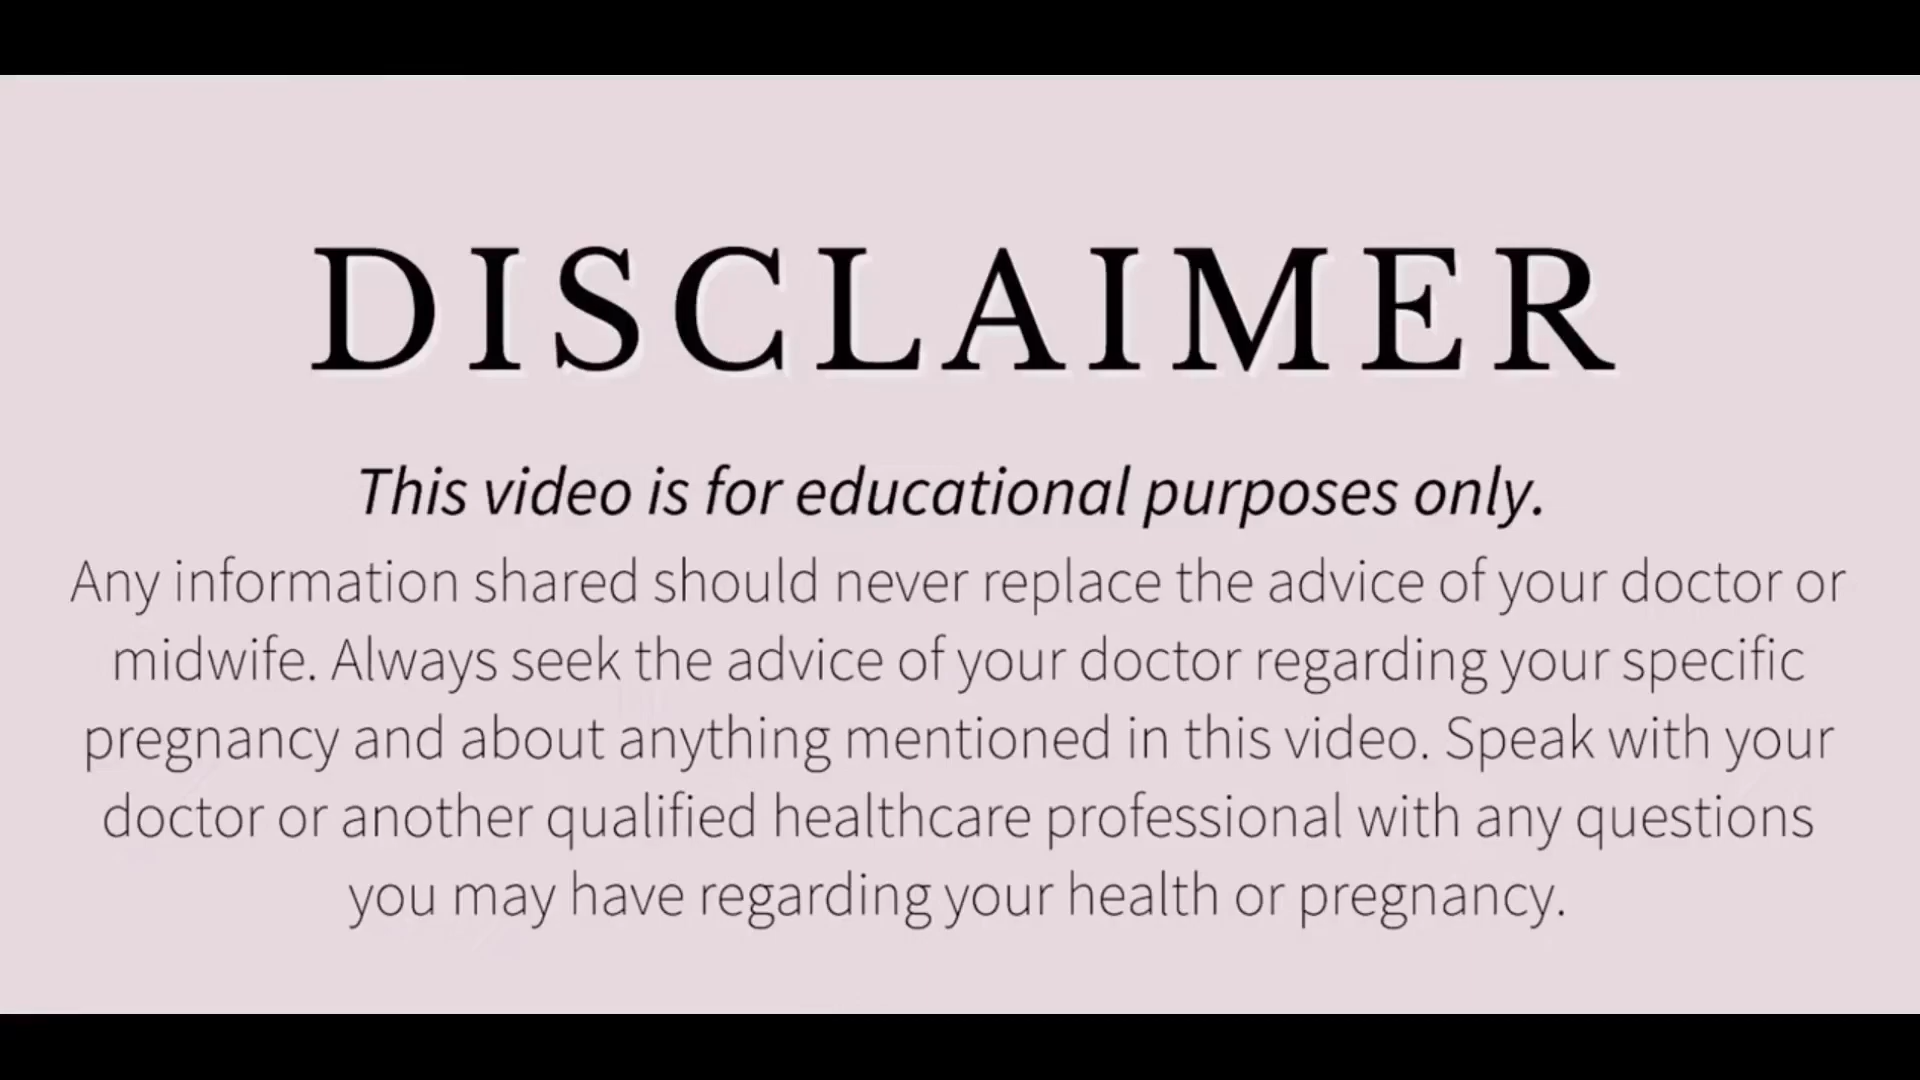 DISCLAIMER
This video is for educational purposes only.
Any information shared should never replace the advice of your doctor or
midwife. Always seek the advice of your doctor regarding your specific
pregnancy and about anything mentioned in this video. Speak with your
doctor or another qualified healthcare professional with any questions
you may have regarding your health or pregnancy.